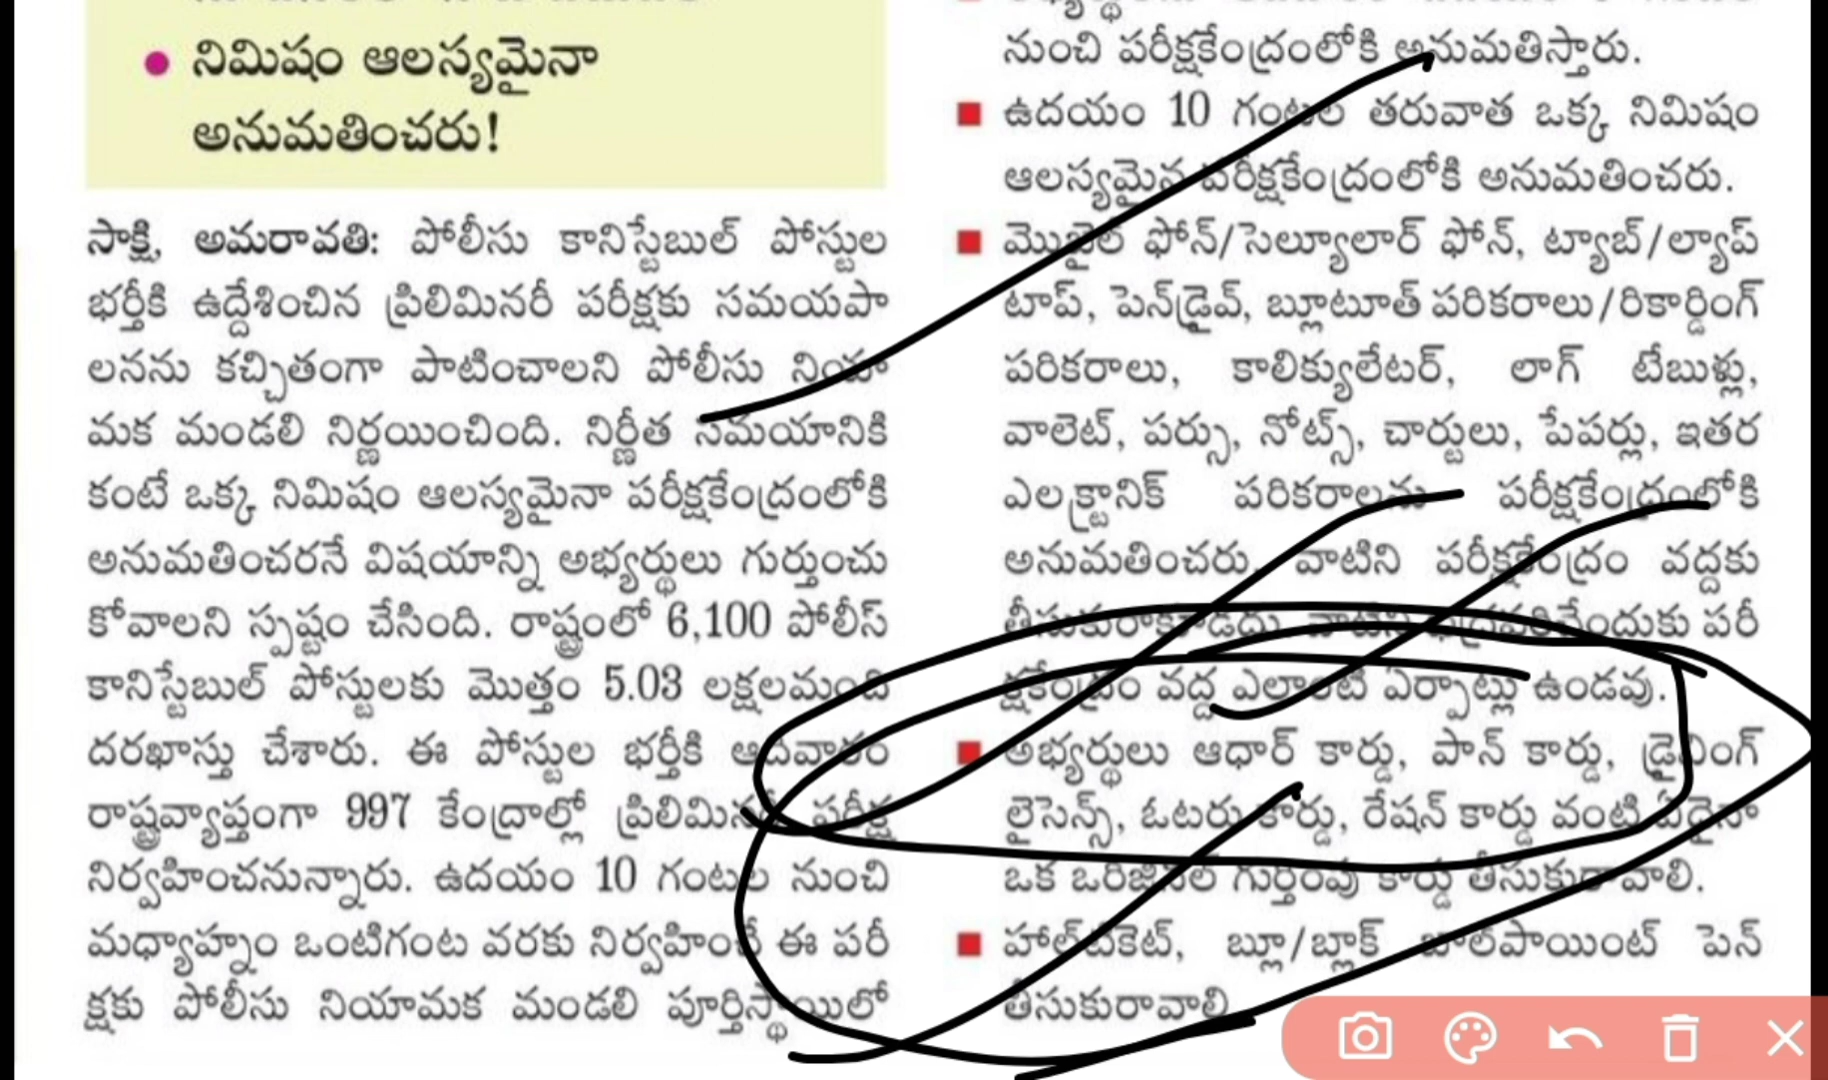 • నిమిషం ఆలస్యమైనా
అనుమతించరు!
సాక్షి, అమరావతి: పోలీసు కానిస్టేబుల్ పోస్టుల
భర్తీకి ఉద్దేశించిన ప్రిలిమినరీ పరీక్షకు సమయపా
లనను కచ్చితంగా పాటించాలని పోలీసు నియా
మక మండలి నిర్ణయించింది. నిర్ణీత సమయానికి
కంటే ఒక్క నిమిషం ఆలస్యమైనా పరీక్షకేంద్రంలోకి
అనుమతించరనే విషయాన్ని అభ్యర్థులు గుర్తుంచు
కోవాలని స్పష్టం చేసింది. రాష్ట్రంలో 6,100 పోలీస్
కానిస్టేబుల్ పోస్టులకు మొత్తం 5.03 లక్షలమంది
దరఖాస్తు చేశారు. ఈ పోస్టుల భర్తీకి ఆదివారం
రాష్ట్రవ్యాప్తంగా 997 కేంద్రాల్లో ప్రిలిమినరీ పరీక్ష
నిర్వహించనున్నారు. ఉదయం 10 గంటల నుంచి
మధ్యాహ్నం ఒంటిగంట వరకు నిర్వహించే ఈ పరీ
క్షకు పోలీసు నియామక మండలి పూర్తిస్థాయిలో
నుంచి పరీక్షకేంద్రంలోకి అనుమతిస్తారు.
■ ఉదయం 10 గంటల తరువాత ఒక్క నిమిషం
ఆలస్యమైన పరీక్షకేంద్రంలోకి అనుమతించరు.
■ మొబైల్ ఫోన్/సెల్యూలార్ ఫోన్, ట్యాబ్/ల్యాప్
టాప్, పెన్‌డ్రైవ్, బ్లూటూత్ పరికరాలు/రికార్డింగ్
పరికరాలు, కాలిక్యులేటర్, లాగ్ టేబుళ్లు,
వాలెట్, పర్సు, నోట్స్, చార్టులు, పేపర్లు, ఇతర
ఎలక్ట్రానిక్ పరికరాలను పరీక్షకేంద్రంలోకి
అనుమతించరు. వాటిని పరీక్షకేంద్రం వద్దకు
తీసుకురాకూడదు. వాటిని భద్రపరిచేందుకు పరీ
క్షకేంద్రం వద్ద ఎలాంటి ఏర్పాట్లు ఉండవు.
■ అభ్యర్థులు ఆధార్ కార్డు, పాన్ కార్డు, డ్రైవింగ్
లైసెన్స్, ఓటరు కార్డు, రేషన్ కార్డు వంటి ఏదైనా
ఒక ఒరిజినల్ గుర్తింపు కార్డు తీసుకురావాలి.
■ హాల్‌టికెట్, బ్లూ/బ్లాక్ బాల్‌పాయింట్ పెన్
తీసుకురావాలి.